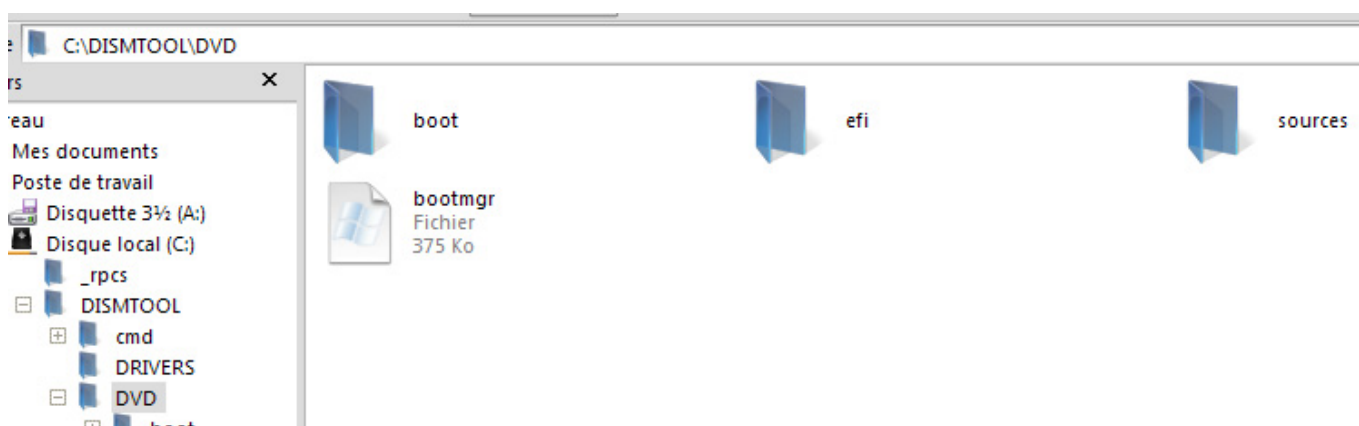 C:\DISMTOOL\DVD
Mes documents
Poste de travail
Disquette 3½ (A:)
Disque local (C:)
_rpcs
DISMTOOL
cmd
DRIVERS
DVD
boot
boot
efi
sources
bootmgr
Fichier
375 Ko